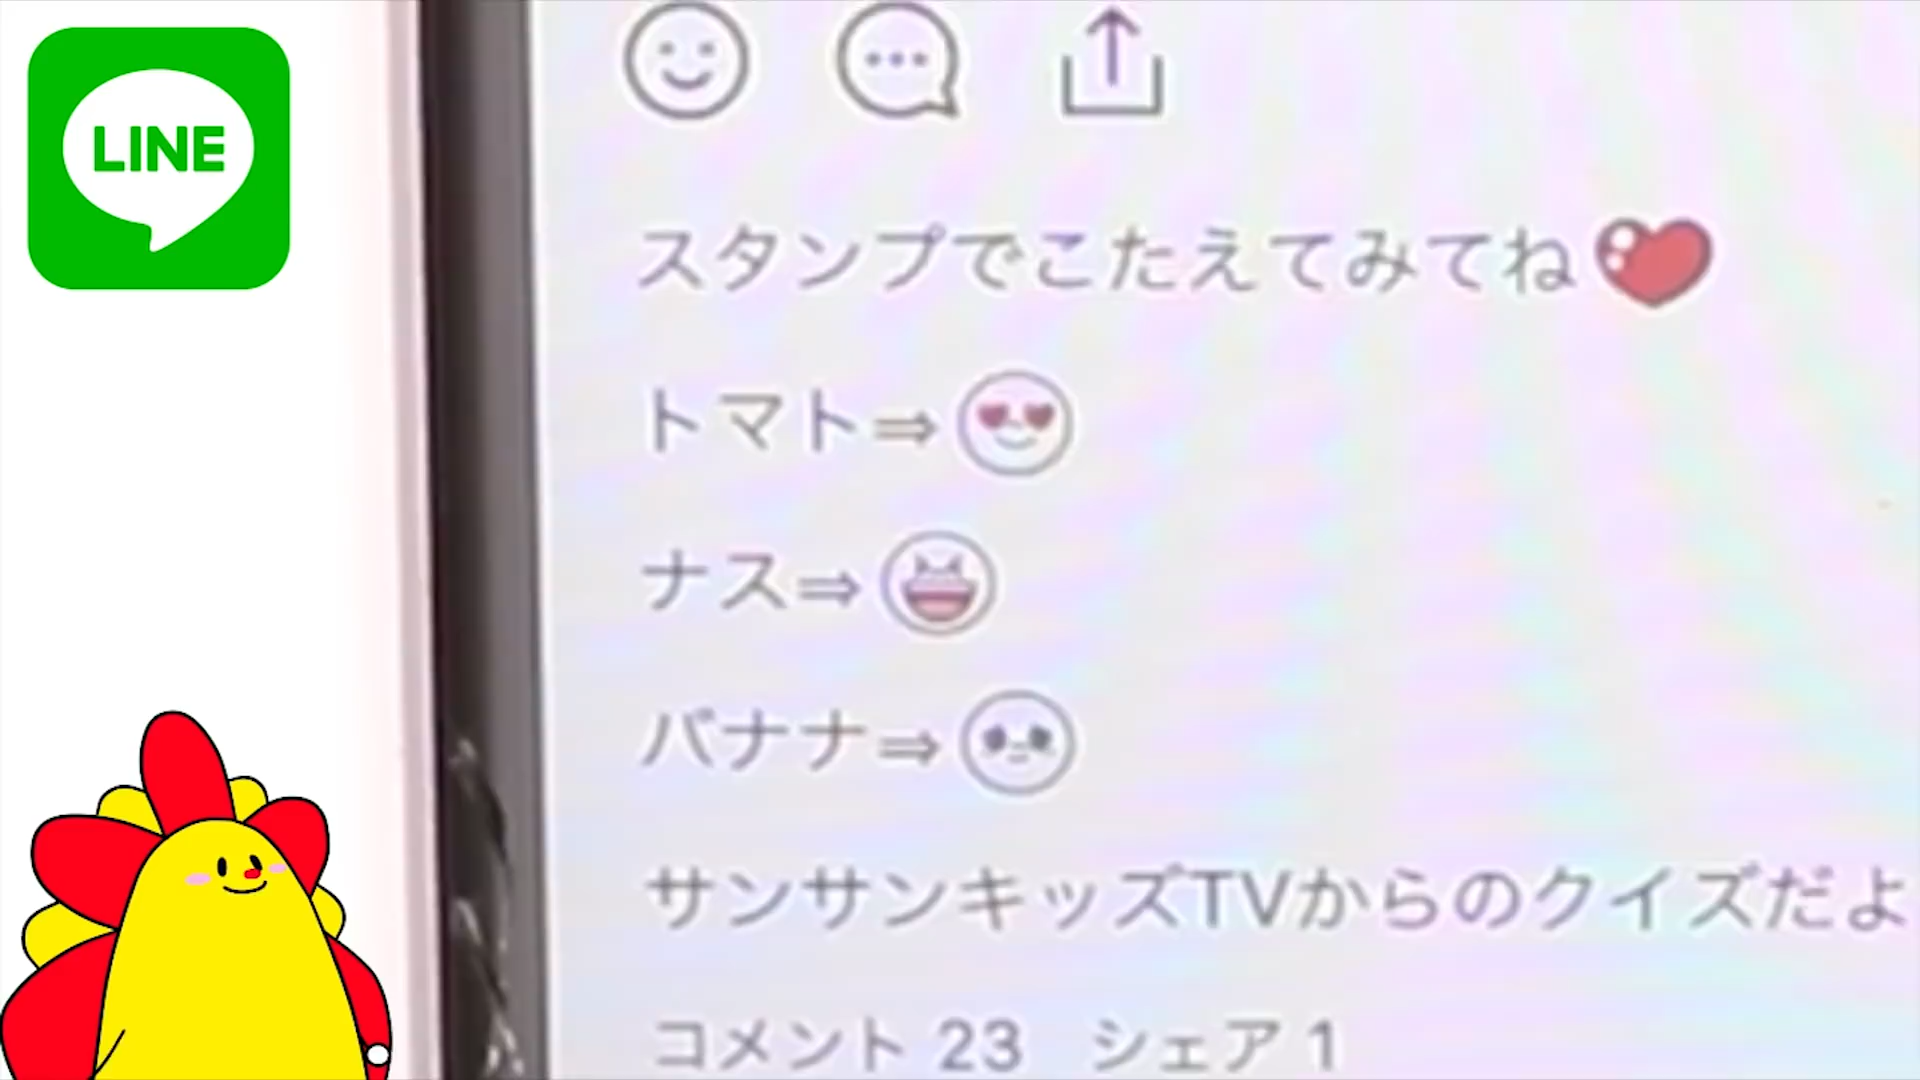 LINE
スタンプでこたえてみてね
トマト⇒
ナス⇒
バナナ⇒
サンサンキッズTVからのクイズだよ
コメント 23 シェア 1